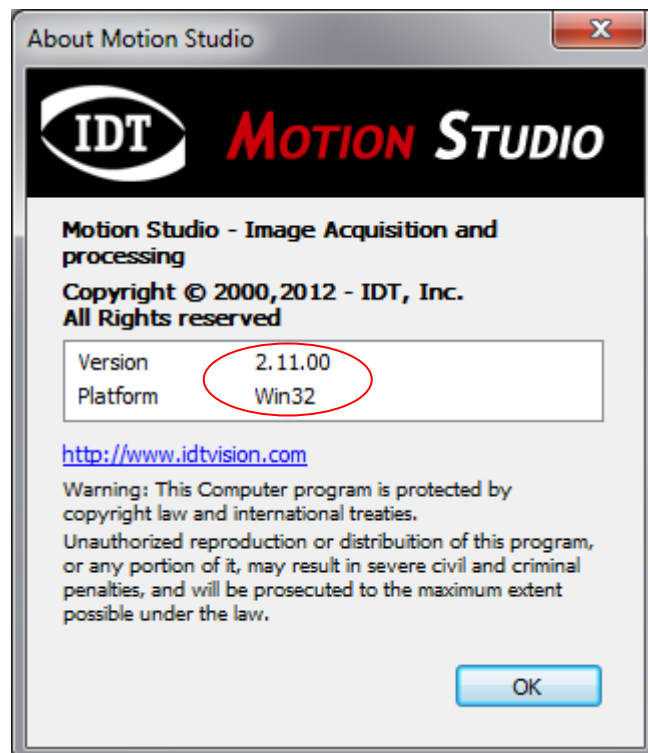 About Motion Studio
IDT MOTION STUDIO
Motion Studio - Image Acquisition and
processing
Copyright © 2000,2012 - IDT, Inc.
All Rights reserved
Version 2.11.00
Platform Win32
http://www.idtvision.com
Warning: This Computer program is protected by
copyright law and international treaties.
Unauthorized reproduction or distribuition of this program,
or any portion of it, may result in severe civil and criminal
penalties, and will be prosecuted to the maximum extent
possible under the law.
OK